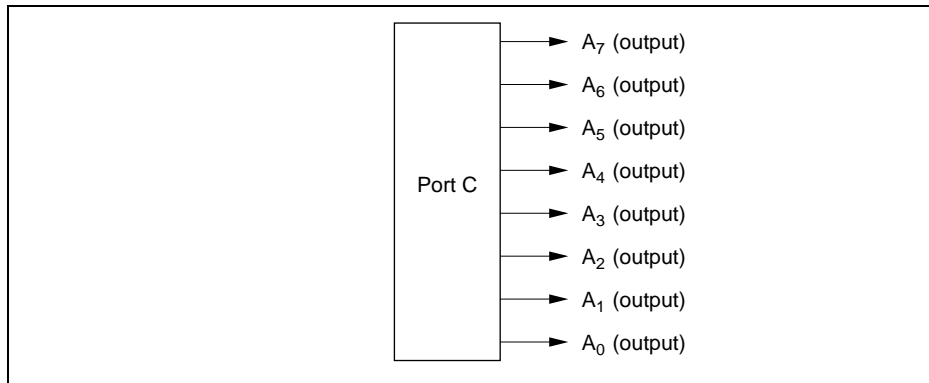 A7 (output)
A6 (output)
A5 (output)
A4 (output)
Port C
A3 (output)
A2 (output)
A1 (output)
A0 (output)